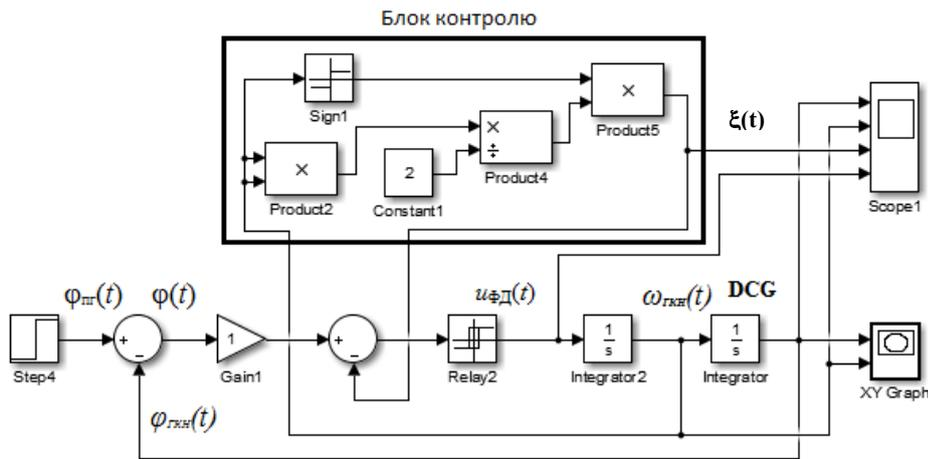 Блок контролю
Sign1
×
Product5
ξ(t)
×
Product2
2
Constant1
×
÷
Product4
Scope1
φпг(t)
φ(t)
uФД(t)
ωгкн(t)
DCG
Step4
+
−
1
Gain1
+
−
Relay2
1
s
Integrator2
1
s
Integrator
XY Graph
φгкн(t)